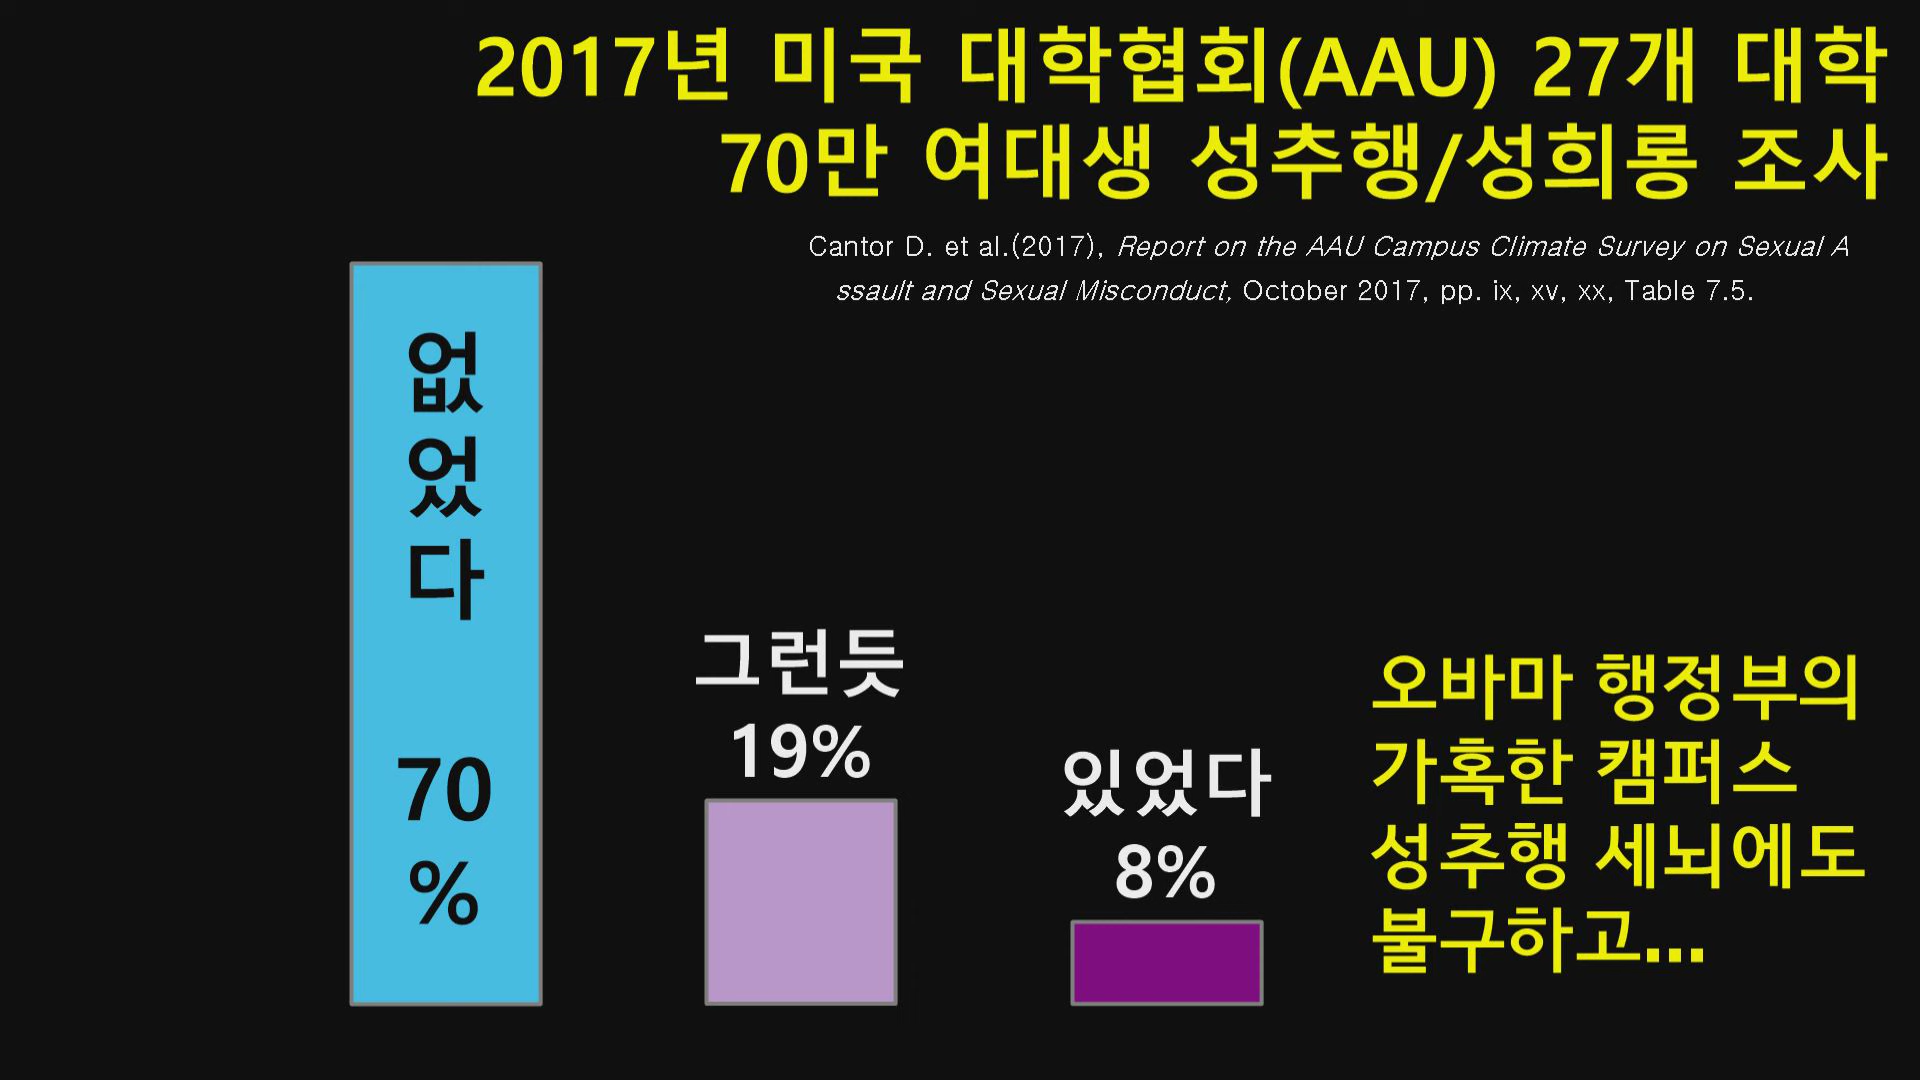 2017년 미국 대학협회(AAU) 27개 대학
70만 여대생 성추행/성희롱 조사
Cantor D. et al.(2017), Report on the AAU Campus Climate Survey on Sexual A
ssault and Sexual Misconduct, October 2017, pp. ix, xv, xx, Table 7.5.
없
었
다
70
%
그런듯
19%
있었다
8%
오바마 행정부의
가혹한 캠퍼스
성추행 세뇌에도
불구하고...